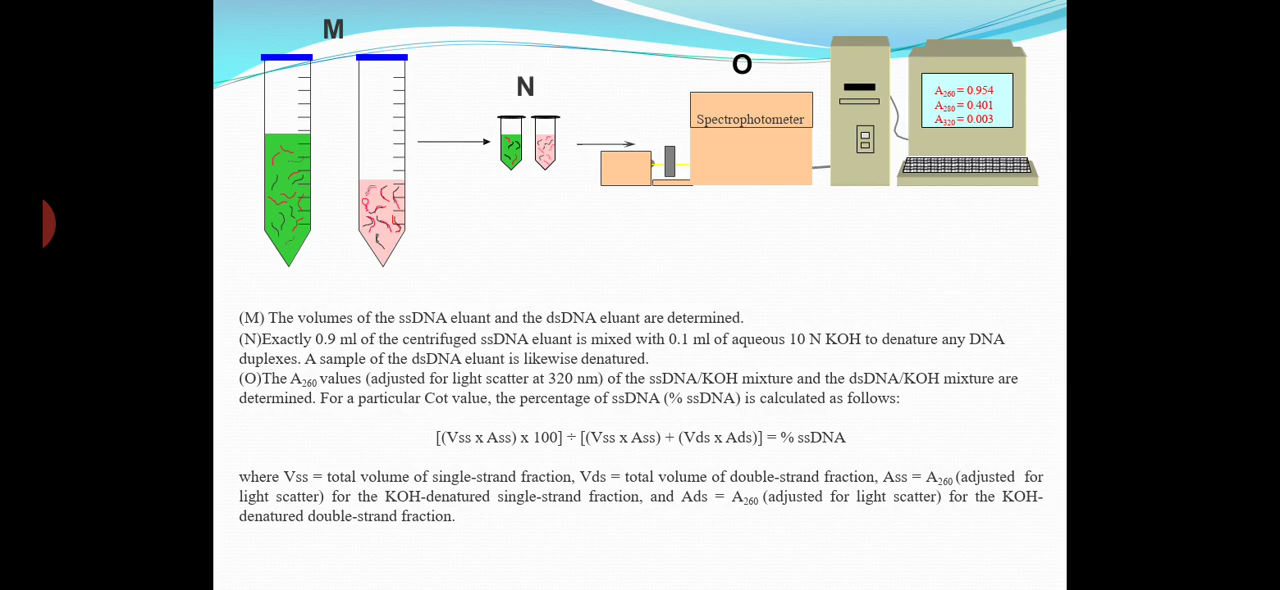 M
N
O
Spectrophotometer
A260 = 0.954
A280 = 0.401
A320 = 0.003
(M) The volumes of the ssDNA eluant and the dsDNA eluant are determined.
(N)Exactly 0.9 ml of the centrifuged ssDNA eluant is mixed with 0.1 ml of aqueous 10 N KOH to denature any DNA
duplexes. A sample of the dsDNA eluant is likewise denatured.
(O)The A260 values (adjusted for light scatter at 320 nm) of the ssDNA/KOH mixture and the dsDNA/KOH mixture are
determined. For a particular Cot value, the percentage of ssDNA (% ssDNA) is calculated as follows:
[(Vss x Ass) x 100] ÷ [(Vss x Ass) + (Vds x Ads)] = % ssDNA
where Vss = total volume of single-strand fraction, Vds = total volume of double-strand fraction, Ass = A260 (adjusted for
light scatter) for the KOH-denatured single-strand fraction, and Ads = A260 (adjusted for light scatter) for the KOH-
denatured double-strand fraction.